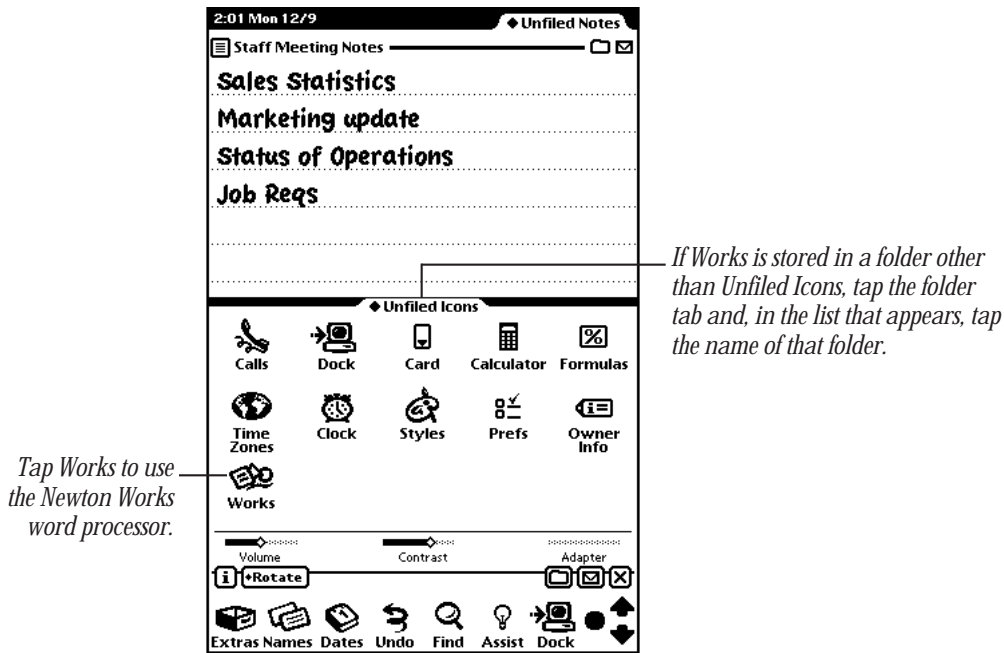 2:01 Mon 12/9
◆Unfiled Notes
Staff Meeting Notes
Sales Statistics
Marketing update
Status of Operations
Job Reqs
If Works is stored in a folder other
than Unfiled Icons, tap the folder
tab and, in the list that appears, tap
the name of that folder.
◆Unfiled Icons
Calls Dock Card Calculator Formulas
Time Zones Clock Styles Prefs Owner Info
Tap Works to use
the Newton Works
word processor.
Works
Volume Contrast Adapter
i ◆Rotate
Extras Names Dates Undo Find Assist Dock